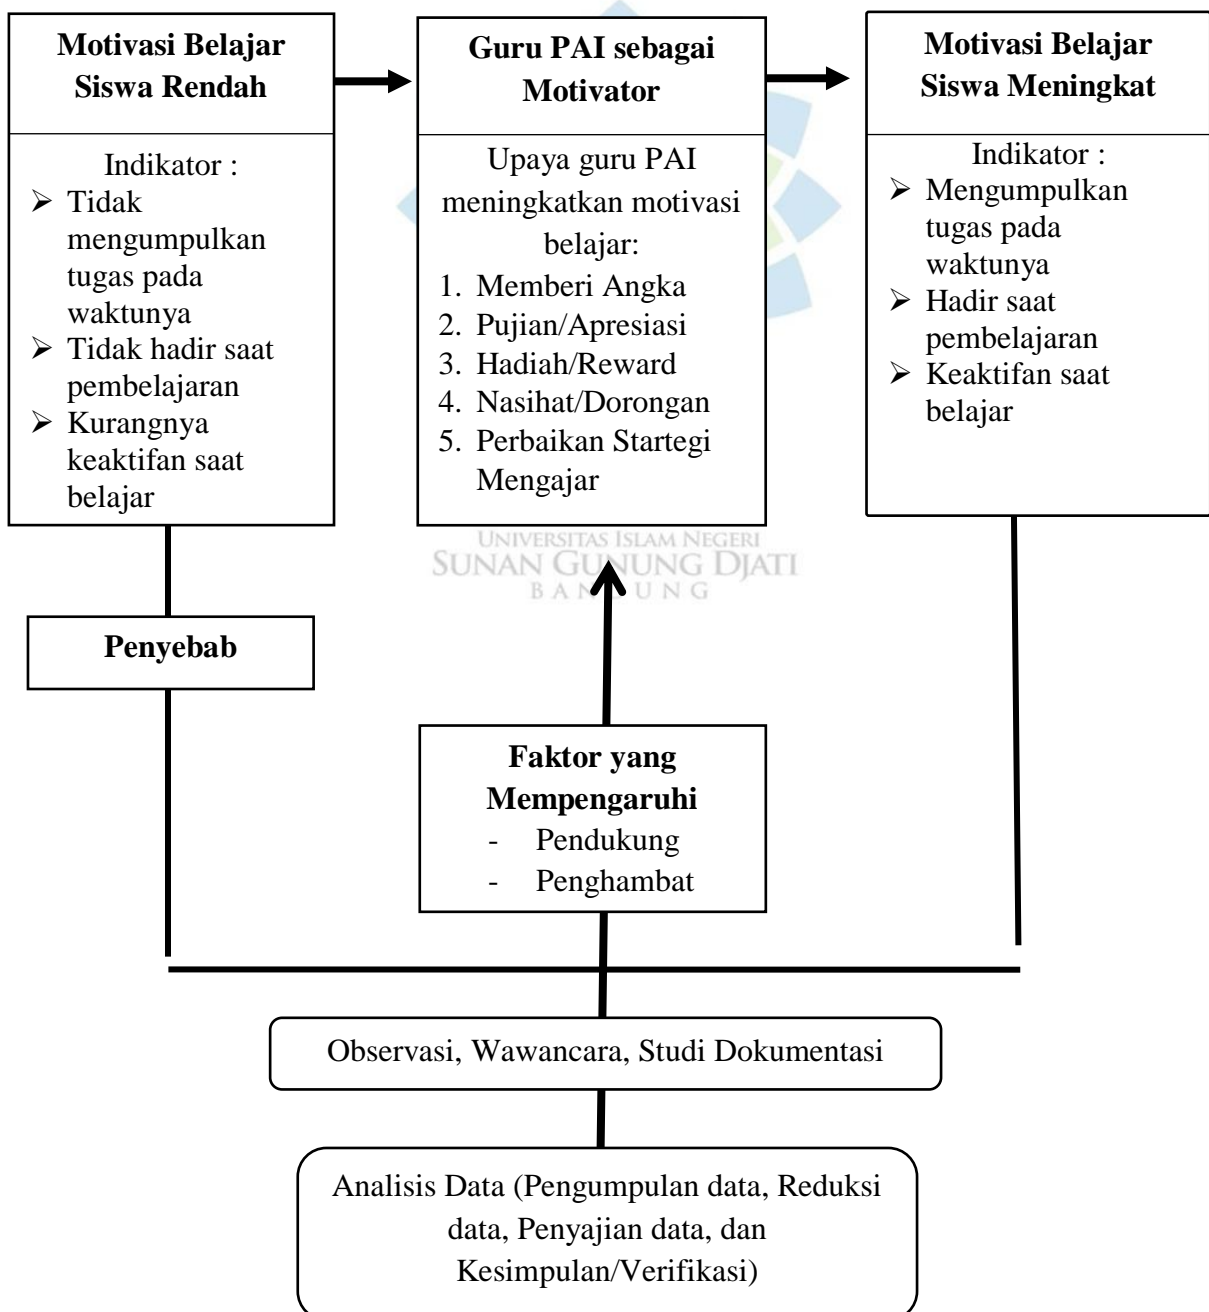 Motivasi Belajar
Siswa Rendah
Indikator :
➢ Tidak
mengumpulkan
tugas pada
waktunya
➢ Tidak hadir saat
pembelajaran
➢ Kurangnya
keaktifan saat
belajar
Guru PAI sebagai
Motivator
Upaya guru PAI
meningkatkan motivasi
belajar:
1. Memberi Angka
2. Pujian/Apresiasi
3. Hadiah/Reward
4. Nasihat/Dorongan
5. Perbaikan Startegi
Mengajar
Motivasi Belajar
Siswa Meningkat
Indikator :
➢ Mengumpulkan
tugas pada
waktunya
➢ Hadir saat
pembelajaran
➢ Keaktifan saat
belajar
UNIVERSITAS ISLAM NEGERI
SUNAN GUNUNG DJATI
BANDUNG
Penyebab
Faktor yang
Mempengaruhi
- Pendukung
- Penghambat
Observasi, Wawancara, Studi Dokumentasi
Analisis Data (Pengumpulan data, Reduksi
data, Penyajian data, dan
Kesimpulan/Verifikasi)